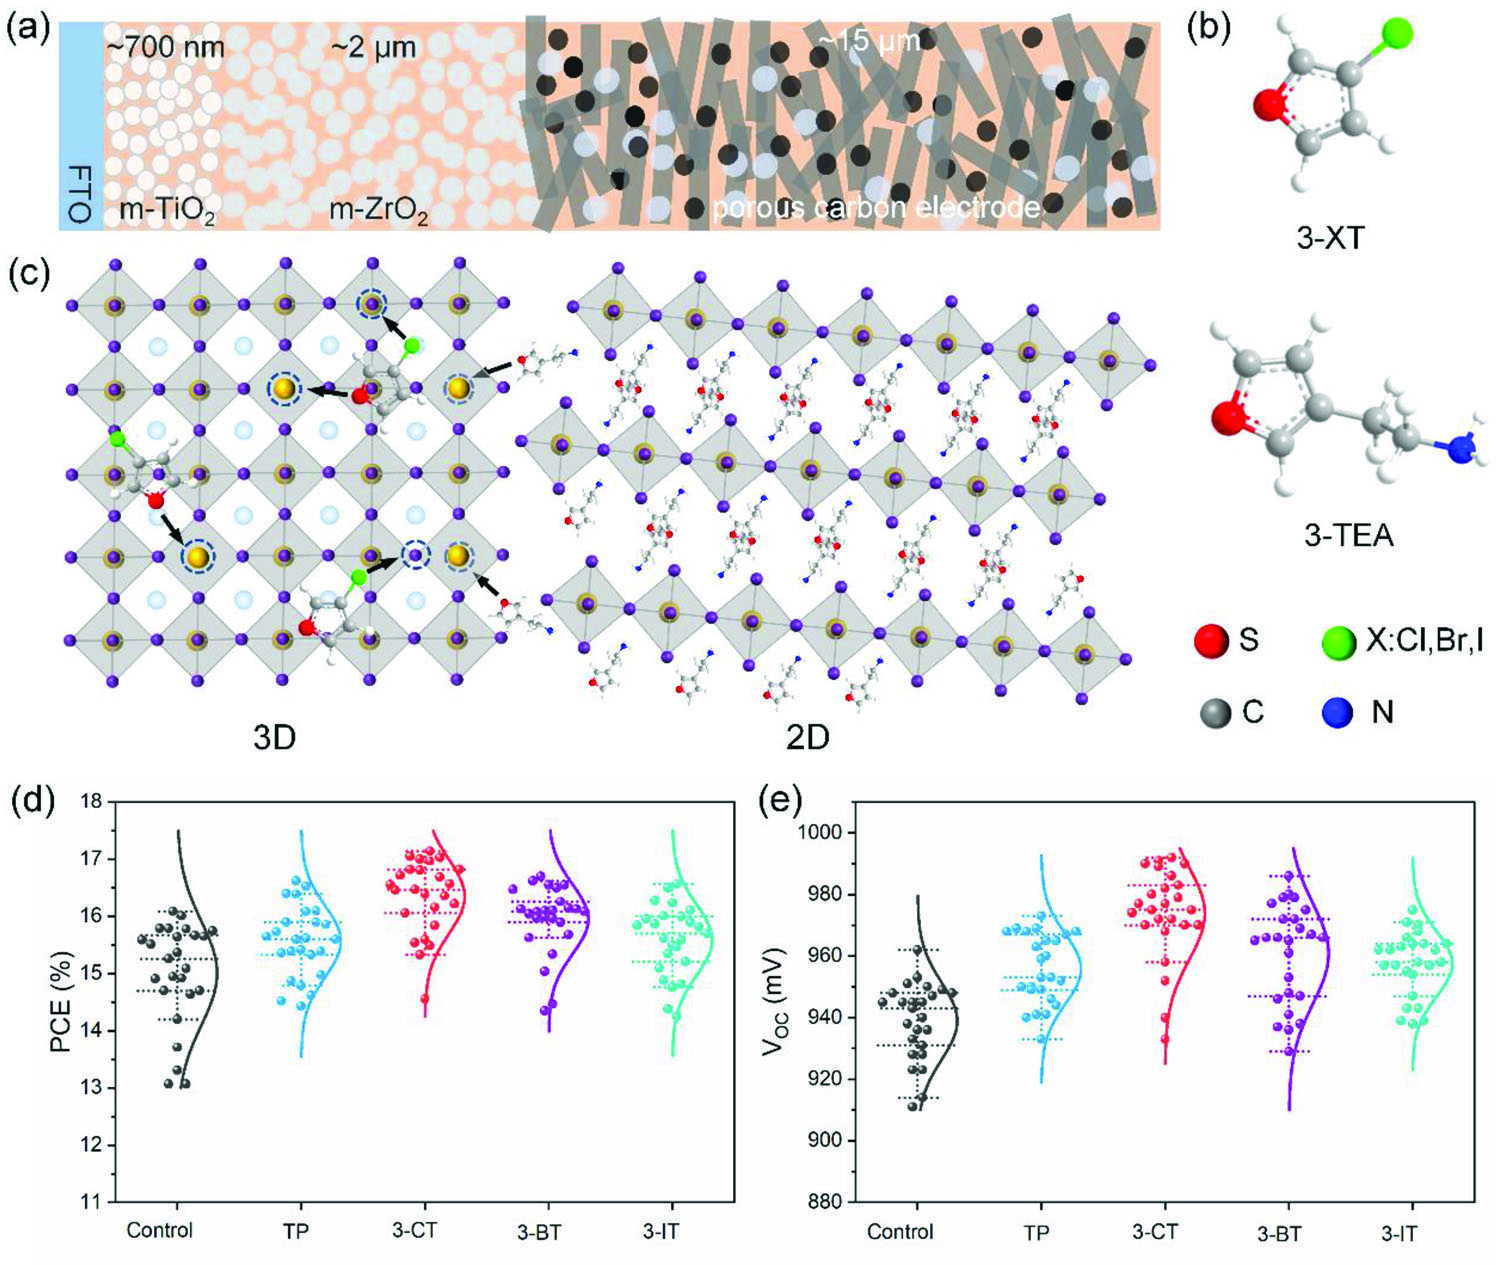 (a)
~700 nm
~2 μm
~15 μm
FTO
m-TiO₂
m-ZrO₂
porous carbon electrode
(b)
3-XT
3-TEA
S
X:Cl,Br,I
C
N
(c)
3D
2D
(d)
PCE (%)
18
17
16
15
14
13
12
11
Control
TP
3-CT
3-BT
3-IT
(e)
V_OC (mV)
1000
980
960
940
920
900
880
Control
TP
3-CT
3-BT
3-IT